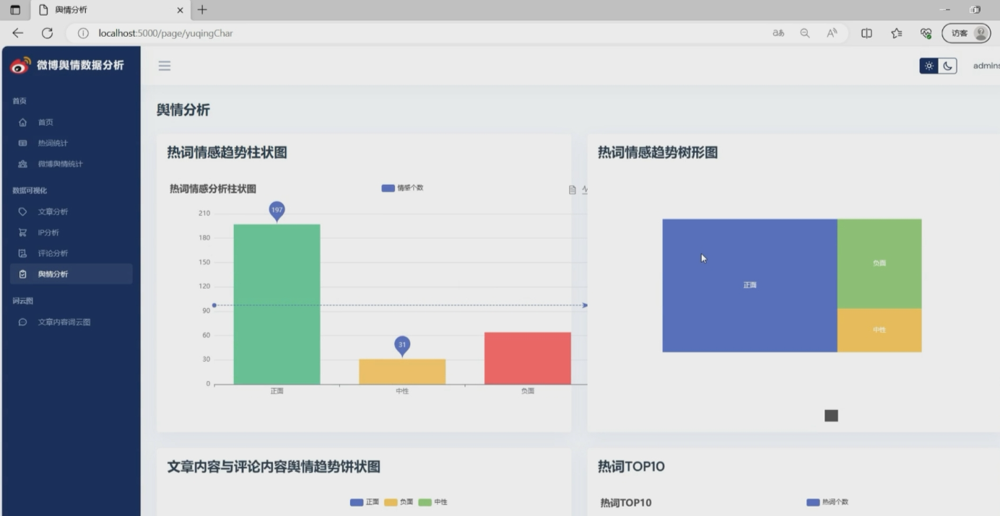 舆情分析
localhost:5000/page/yuqingChar
访客
微博舆情数据分析
admins
首页
首页
热词统计
微博舆情统计
数据可视化
文章分析
IP分析
评论分析
舆情分析
词云图
文章内容词云图
舆情分析
热词情感趋势柱状图
热词情感分析柱状图
情感个数
210
180
150
120
90
60
30
0
197
31
正面
中性
负面
热词情感趋势树形图
正面
负面
中性
文章内容与评论内容舆情趋势饼状图
正面
负面
中性
热词TOP10
热词TOP10
热词个数